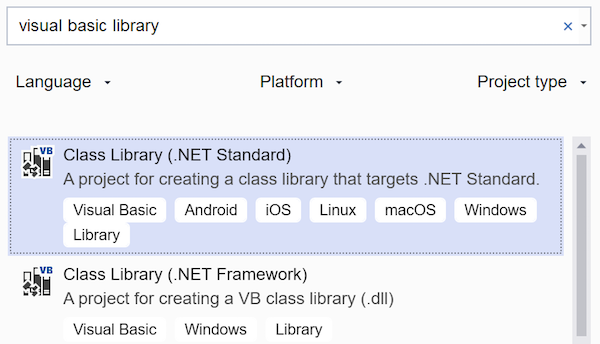 visual basic library
Language Platform Project type
VB Class Library (.NET Standard)
A project for creating a class library that targets .NET Standard.
Visual Basic Android iOS Linux macOS Windows
Library
VB Class Library (.NET Framework)
A project for creating a VB class library (.dll)
Visual Basic Windows Library